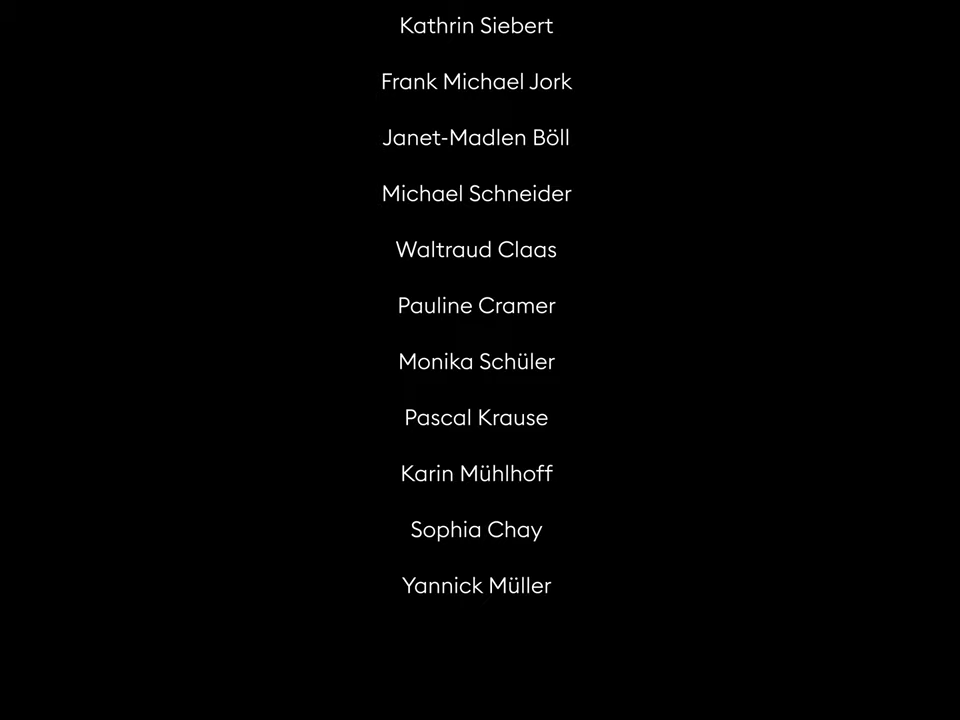 Kathrin Siebert
Frank Michael Jork
Janet-Madlen Böll
Michael Schneider
Waltraud Claas
Pauline Cramer
Monika Schüler
Pascal Krause
Karin Mühlhoff
Sophia Chay
Yannick Müller